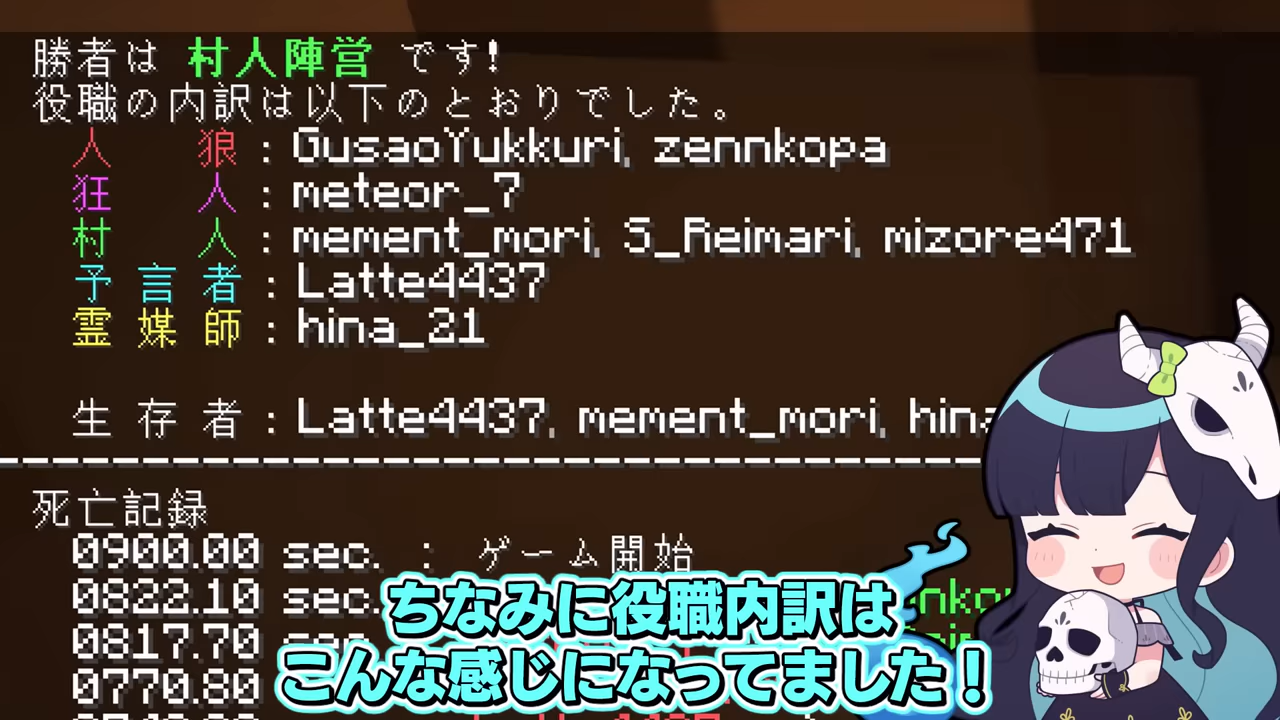 勝者は 村人陣営 です!
役職の内訳は以下のとおりでした。
人狼 : GusaoYukkuri, zennkopa
狂人 : meteor_7
村人 : mement_mori, S_Reimari, mizore471
予言者 : Latte4437
霊媒師 : hina_21
生存者 : Latte4437, mement_mori,
死亡記録
0900.00 sec. : ゲーム開始
0822.10 sec.
0817.70
0770.80
ちなみに役職内訳は
こんな感じになってました!